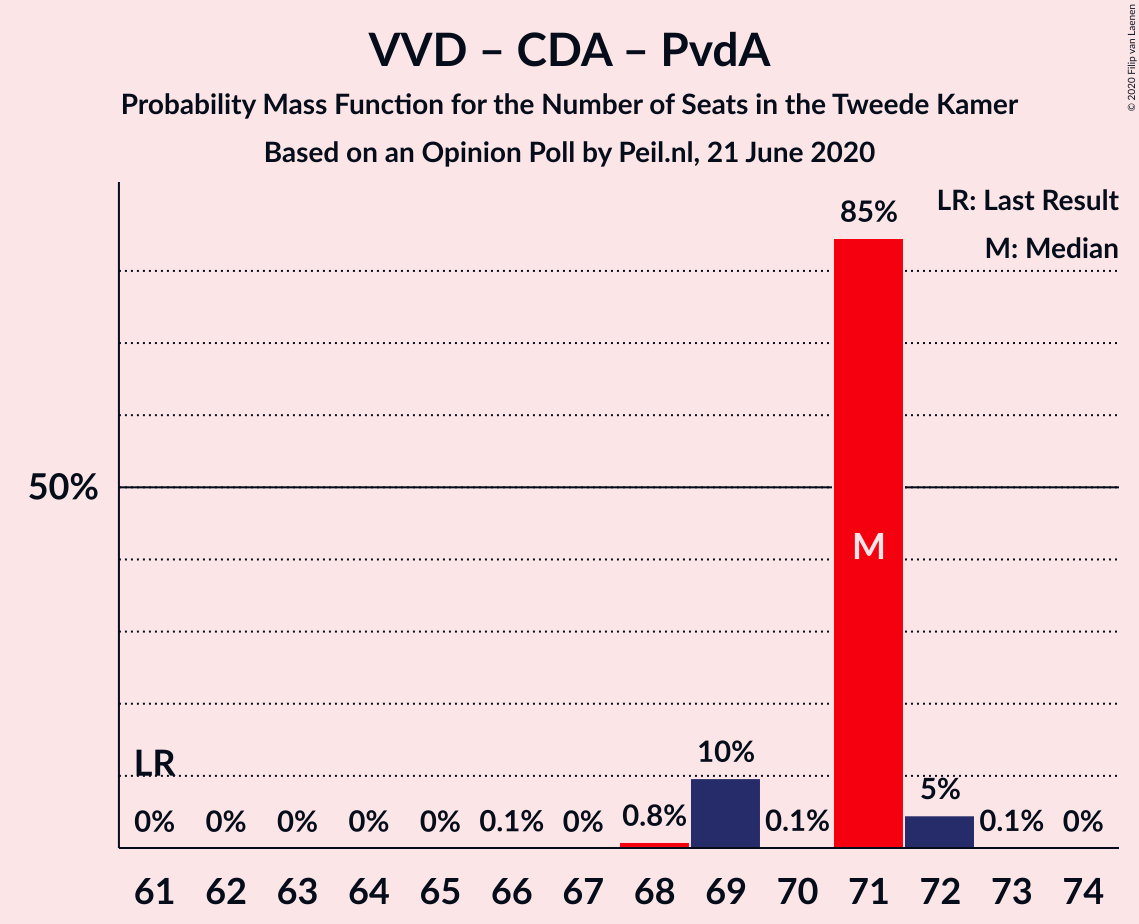 VVD – CDA – PvdA
Probability Mass Function for the Number of Seats in the Tweede Kamer
Based on an Opinion Poll by Peil.nl, 21 June 2020
© 2020 Filip van Laenen
LR: Last Result
M: Median
85%
50%
M
LR
0% 0% 0% 0% 0% 0.1% 0% 0.8% 10% 0.1% 5% 0.1% 0%
61 62 63 64 65 66 67 68 69 70 71 72 73 74